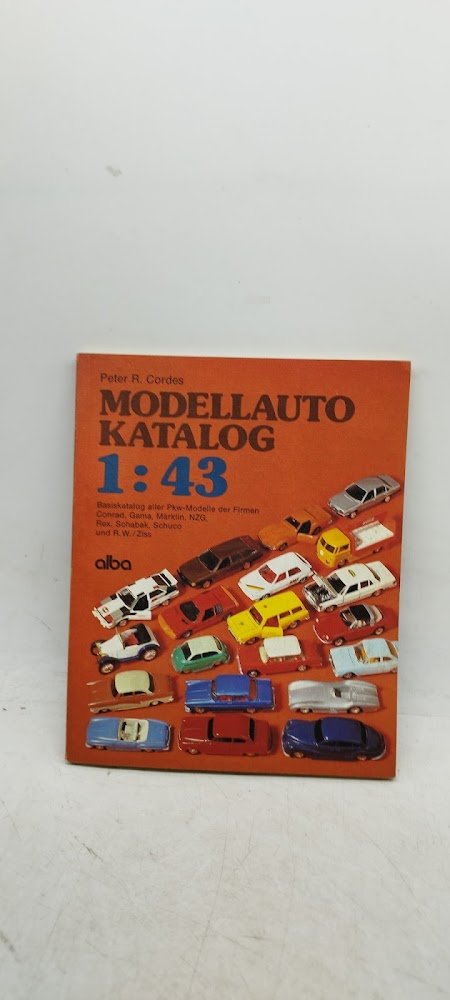 Peter R. Cordes
MODELLAUTO
KATALOG
1:43
Basiskatalog aller Pkw-Modelle der Firmen
Conrad, Gama, Märklin, NZG,
Rex, Schabak, Schuco
und R.W./Ziss
alba